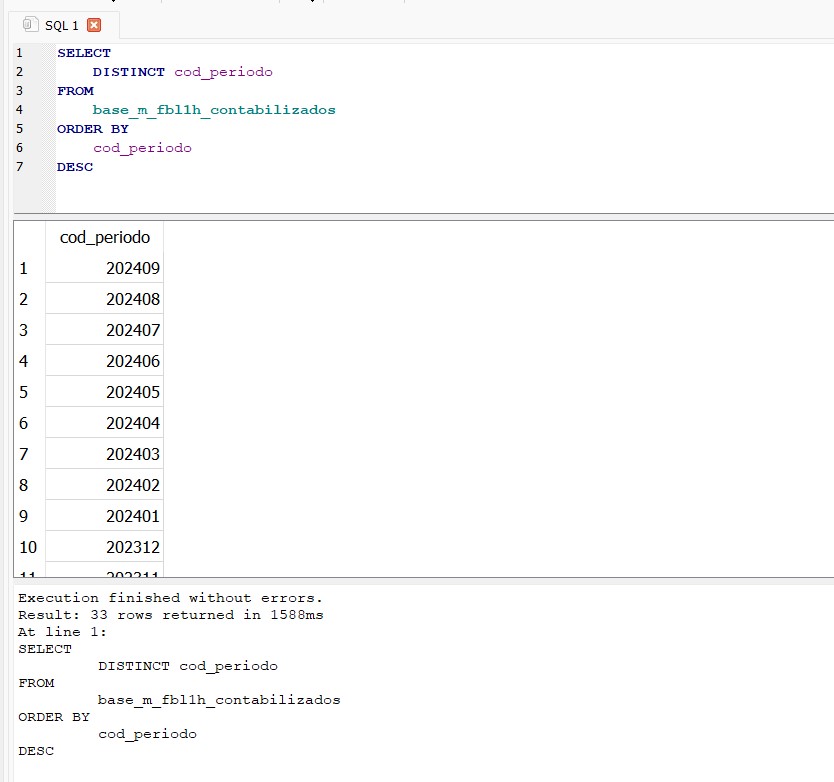 SQL 1
1 SELECT
2 DISTINCT cod_periodo
3 FROM
4 base_m_fbl1h_contabilizados
5 ORDER BY
6 cod_periodo
7 DESC
cod_periodo
1 202409
2 202408
3 202407
4 202406
5 202405
6 202404
7 202403
8 202402
9 202401
10 202312
11 202311
Execution finished without errors.
Result: 33 rows returned in 1588ms
At line 1:
SELECT
DISTINCT cod_periodo
FROM
base_m_fbl1h_contabilizados
ORDER BY
cod_periodo
DESC